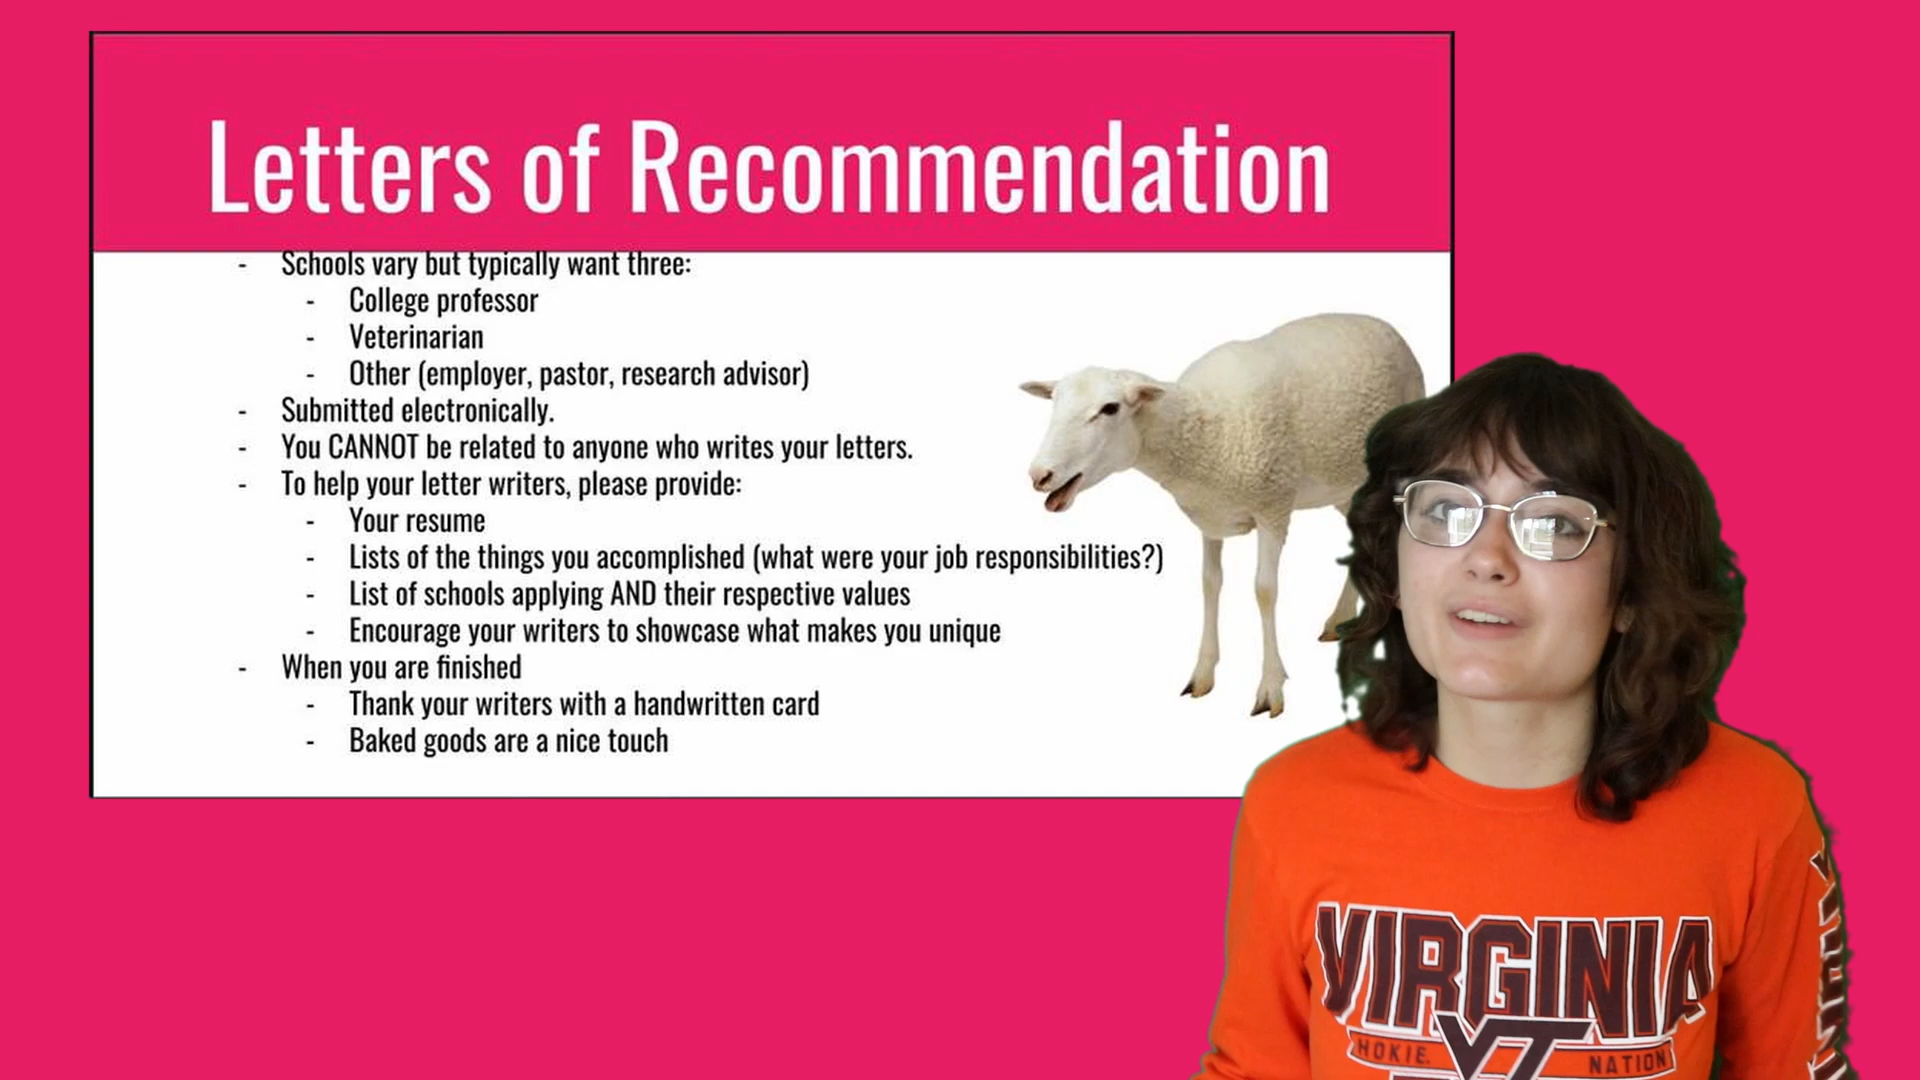 Letters of Recommendation
- Schools vary but typically want three:
- College professor
- Veterinarian
- Other (employer, pastor, research advisor)
- Submitted electronically.
- You CANNOT be related to anyone who writes your letters.
- To help your letter writers, please provide:
- Your resume
- Lists of the things you accomplished (what were your job responsibilities?)
- List of schools applying AND their respective values
- Encourage your writers to showcase what makes you unique
- When you are finished
- Thank your writers with a handwritten card
- Baked goods are a nice touch
VIRGINIA
VT
HOKIE NATION